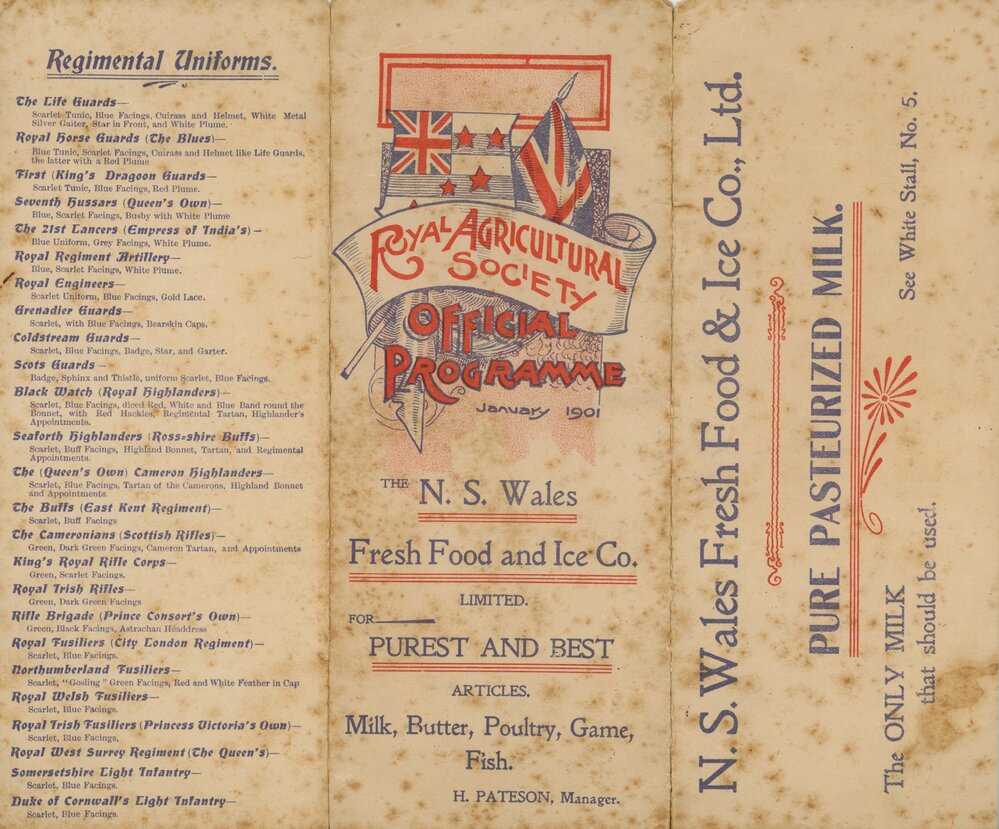 Regimental Uniforms.
The Life Guards—
Scarlet Tunic, Blue Facings, Cuirass and Helmet, White Metal
Silver Gaiter, Star in Front, and White Plume.
Royal Horse Guards (The Blues)—
Blue Tunic, Scarlet Facings, Cuirass and Helmet like Life Guards,
the latter with a Red Plume
First (King's Dragoon Guards—
Scarlet Tunic, Blue Facings, Red Plume.
Seventh Hussars (Queen's Own)—
Blue, Scarlet Facings, Busby with White Plume
The 21st Lancers (Empress of India's)—
Blue Uniform, Grey Facings, White Plume.
Royal Regiment Artillery—
Blue, Scarlet Facings, White Plume.
Royal Engineers—
Scarlet Uniform, Blue Facings, Gold Lace.
Grenadier Guards—
Scarlet, with Blue Facings, Bearskin Caps.
Coldstream Guards—
Scarlet, Blue Facings, Badge, Star, and Garter.
Scots Guards—
Badge, Sphinx and Thistle, uniform Scarlet, Blue Facings.
Black Watch (Royal Highlanders)—
Scarlet, Blue Facings, diced Red, White and Blue Band round the
Bonnet, with Red Hackles, Regimental Tartan, Highlander's
Appointments.
Seaforth Highlanders (Ross-shire Buffs)—
Scarlet, Buff Facings, Highland Bonnet, Tartan, and Regimental
Appointments.
The (Queen's Own) Cameron Highlanders—
Scarlet, Blue Facings, Tartan of the Camerons, Highland Bonnet
and Appointments.
The Buffs (East Kent Regiment)—
Scarlet, Buff Facings
The Cameronians (Scottish Rifles)—
Green, Dark Green Facings, Cameron Tartan, and Appointments
King's Royal Rifle Corps—
Green, Scarlet Facings.
Royal Irish Rifles—
Green, Dark Green Facings
Rifle Brigade (Prince Consort's Own)—
Green, Black Facings, Astrachan Headdress
Royal Fusiliers (City London Regiment)—
Scarlet, Blue Facings.
Northumberland Fusiliers—
Scarlet, "Gosling" Green Facings, Red and White Feather in Cap
Royal Welsh Fusiliers—
Scarlet, Blue Facings.
Royal Irish Fusiliers (Princess Victoria's Own)—
Scarlet, Blue Facings,
Royal West Surrey Regiment (The Queen's)—
Somersetshire Light Infantry—
Scarlet, Blue Facings.
Duke of Cornwall's Light Infantry—
Scarlet, Blue Facings.
ROYAL AGRICULTURAL
SOCIETY
OFFICIAL
PROGRAMME
January 1901
THE N. S. Wales
Fresh Food and Ice Co.
LIMITED.
FOR
PUREST AND BEST
ARTICLES.
Milk, Butter, Poultry, Game,
Fish.
H. PATESON, Manager.
N. S. Wales Fresh Food & Ice Co., Ltd.
PURE PASTEURIZED MILK.
The ONLY MILK
that should be used.
See White Stall, No. 5.